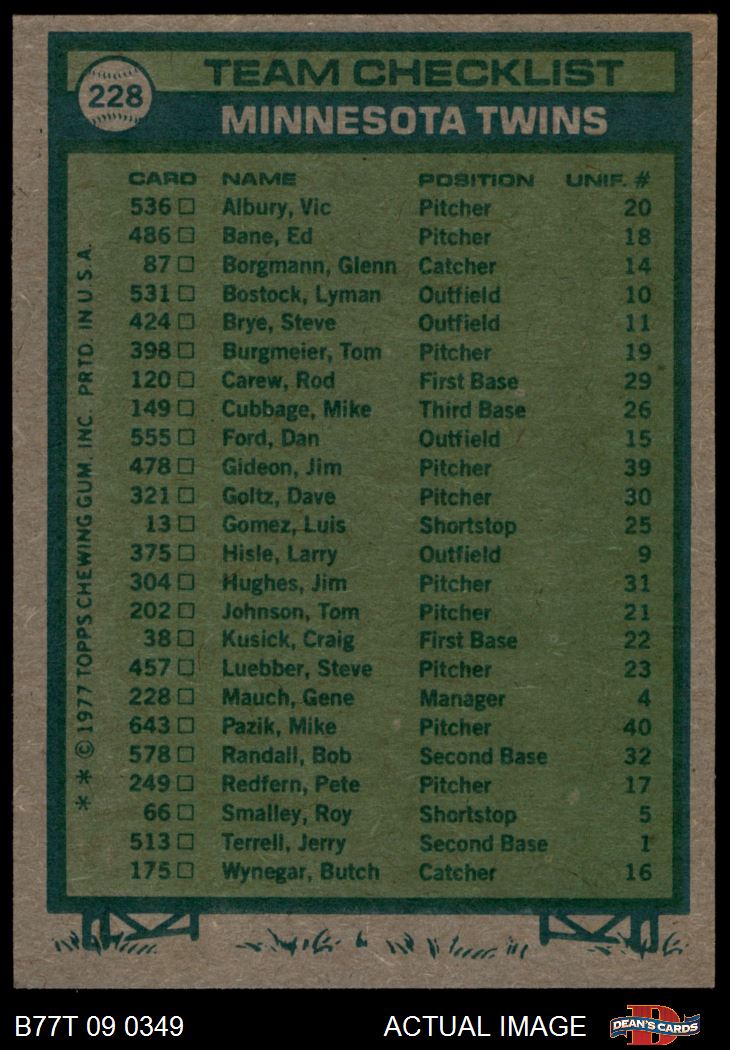 228
TEAM CHECKLIST
MINNESOTA TWINS
CARD NAME POSITION UNIF. #
536 Albury, Vic Pitcher 20
486 Bane, Ed Pitcher 18
87 Borgmann, Glenn Catcher 14
531 Bostock, Lyman Outfield 10
424 Brye, Steve Outfield 11
398 Burgmeier, Tom Pitcher 19
120 Carew, Rod First Base 29
149 Cubbage, Mike Third Base 26
555 Ford, Dan Outfield 15
478 Gideon, Jim Pitcher 39
321 Goltz, Dave Pitcher 30
13 Gomez, Luis Shortstop 25
375 Hisle, Larry Outfield 9
304 Hughes, Jim Pitcher 31
202 Johnson, Tom Pitcher 21
38 Kusick, Craig First Base 22
457 Luebber, Steve Pitcher 23
228 Mauch, Gene Manager 4
643 Pazik, Mike Pitcher 40
578 Randall, Bob Second Base 32
249 Redfern, Pete Pitcher 17
66 Smalley, Roy Shortstop 5
513 Terrell, Jerry Second Base 1
175 Wynegar, Butch Catcher 16
* * © 1977 TOPPS CHEWING GUM, INC. PRTD. IN U.S.A.
B77T 09 0349 ACTUAL IMAGE
D
DEAN'S CARDS